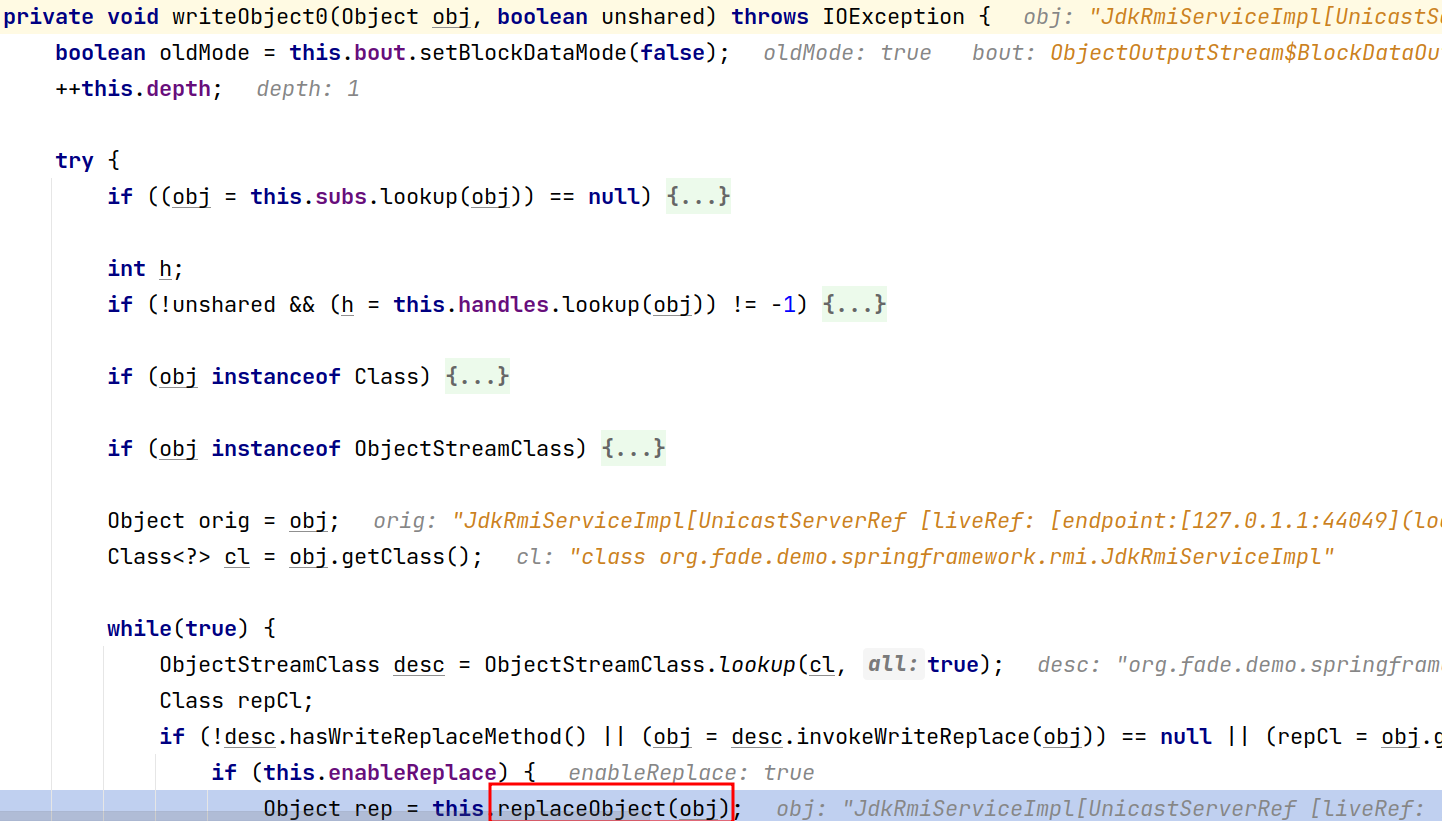 private void writeObject0(Object obj, boolean unshared) throws IOException { obj: "JdkRmiServiceImpl[UnicastS
boolean oldMode = this.bout.setBlockDataMode(false); oldMode: true bout: ObjectOutputStream$BlockDataOu
++this.depth; depth: 1
try {
if ((obj = this.subs.lookup(obj)) == null) {...}
int h;
if (!unshared && (h = this.handles.lookup(obj)) != -1) {...}
if (obj instanceof Class) {...}
if (obj instanceof ObjectStreamClass) {...}
Object orig = obj; orig: "JdkRmiServiceImpl[UnicastServerRef [liveRef: [endpoint:[127.0.1.1:44049](lo
Class<?> cl = obj.getClass(); cl: "class org.fade.demo.springframework.rmi.JdkRmiServiceImpl"
while(true) {
ObjectStreamClass desc = ObjectStreamClass.lookup(cl, all: true); desc: "org.fade.demo.springfram
Class repCl;
if (!desc.hasWriteReplaceMethod() || (obj = desc.invokeWriteReplace(obj)) == null || (repCl = obj.g
if (this.enableReplace) { enableReplace: true
Object rep = this.replaceObject(obj); obj: "JdkRmiServiceImpl[UnicastServerRef [liveRef: